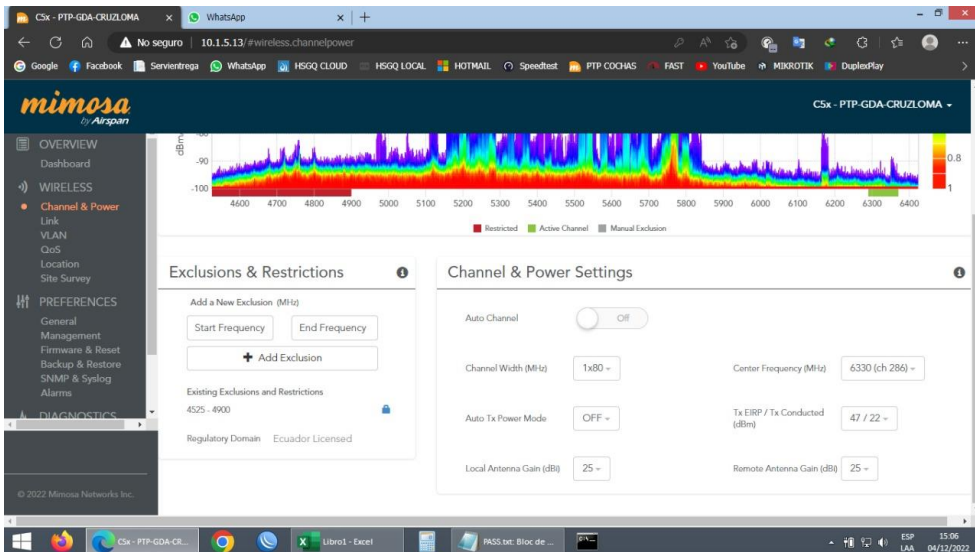 C5x - PTP-GDA-CRUZLOMA
WhatsApp
No seguro | 10.1.5.13/#wireless.channelpower
Google Facebook Servientrega WhatsApp HSGQ CLOUD HSGQ LOCAL HOTMAIL Speedtest PTP COCHAS FAST YouTube MIKROTIK DuplexPlay
mimosa
by Airspan
C5x - PTP-GDA-CRUZLOMA
OVERVIEW
Dashboard
WIRELESS
Channel & Power
Link
VLAN
QoS
Location
Site Survey
PREFERENCES
General
Management
Firmware & Reset
Backup & Restore
SNMP & Syslog
Alarms
DIAGNOSTICS
© 2022 Mimosa Networks Inc.
dBm
-80
-90
-100
4600 4700 4800 4900 5000 5100 5200 5300 5400 5500 5600 5700 5800 5900 6000 6100 6200 6300 6400
0.8
1
Restricted Active Channel Manual Exclusion
Exclusions & Restrictions
Add a New Exclusion (MHz)
Start Frequency End Frequency
Add Exclusion
Existing Exclusions and Restrictions
4525 - 4900
Regulatory Domain Ecuador Licensed
Channel & Power Settings
Auto Channel Off
Channel Width (MHz) 1x80
Center Frequency (MHz) 6330 (ch 286)
Auto Tx Power Mode OFF
Tx EIRP / Tx Conducted (dBm) 47 / 22
Local Antenna Gain (dBi) 25
Remote Antenna Gain (dBi) 25
C5x - PTP-GDA-CR...
Libro1 - Excel
PASS.txt: Bloc de ...
ESP
LAA
15:06
04/12/2022